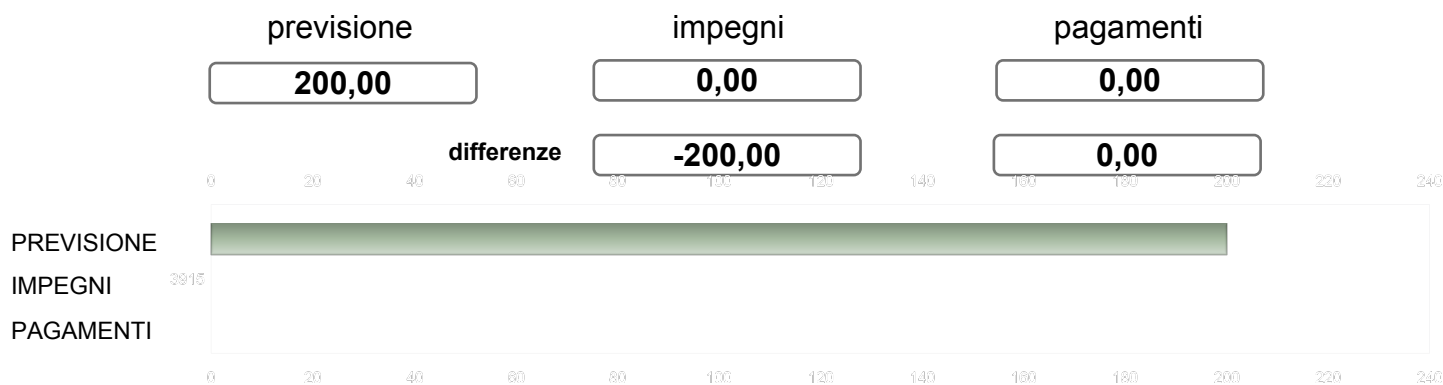 previsione impegni pagamenti
200,00 0,00 0,00
differenze -200,00 0,00
0 20 40 60 80 100 120 140 160 180 200 220 240
PREVISIONE
IMPEGNI 3915
PAGAMENTI
0 20 40 60 80 100 120 140 160 180 200 220 240